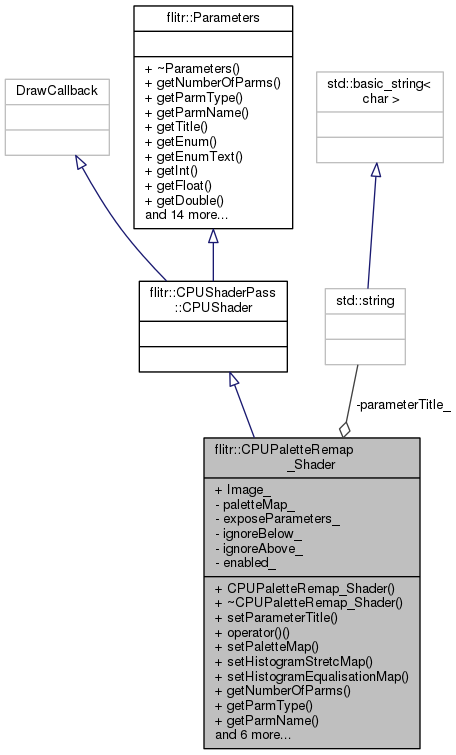 flitr::Parameters
+ ~Parameters()
+ getNumberOfParms()
+ getParmType()
+ getParmName()
+ getTitle()
+ getEnum()
+ getEnumText()
+ getInt()
+ getFloat()
+ getDouble()
and 14 more...
DrawCallback
std::basic_string<
char >
flitr::CPUShaderPass
::CPUShader
std::string
-parameterTitle_
flitr::CPUPaletteRemap
_Shader
+ Image_
- paletteMap_
- exposeParameters_
- ignoreBelow_
- ignoreAbove_
- enabled_
+ CPUPaletteRemap_Shader()
+ ~CPUPaletteRemap_Shader()
+ setParameterTitle()
+ operator()()
+ setPaletteMap()
+ setHistogramStretcMap()
+ setHistogramEqualisationMap()
+ getNumberOfParms()
+ getParmType()
+ getParmName()
and 6 more...